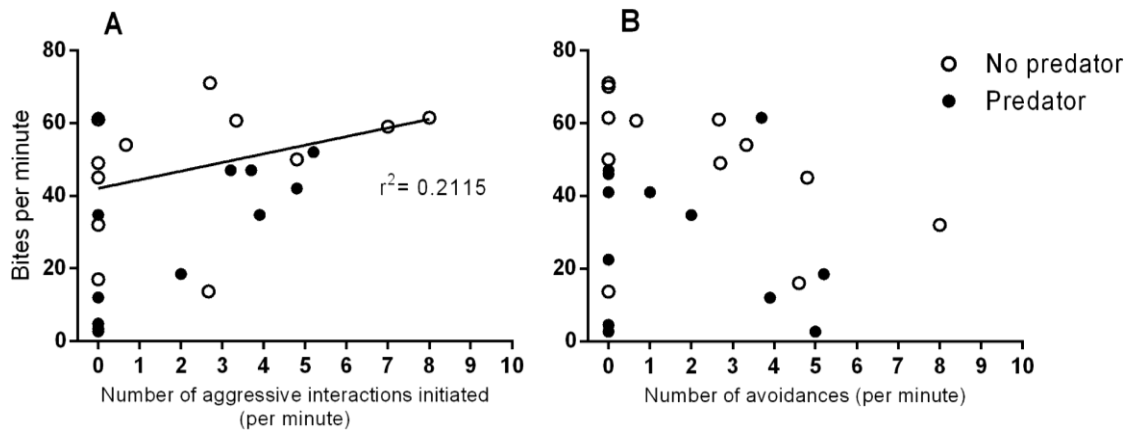 A
80
60
40
20
0
Bites per minute
r²= 0.2115
0 1 2 3 4 5 6 7 8 9 10
Number of aggressive interactions initiated
(per minute)
B
80
60
40
20
0
0 1 2 3 4 5 6 7 8 9 10
Number of avoidances (per minute)
No predator
Predator